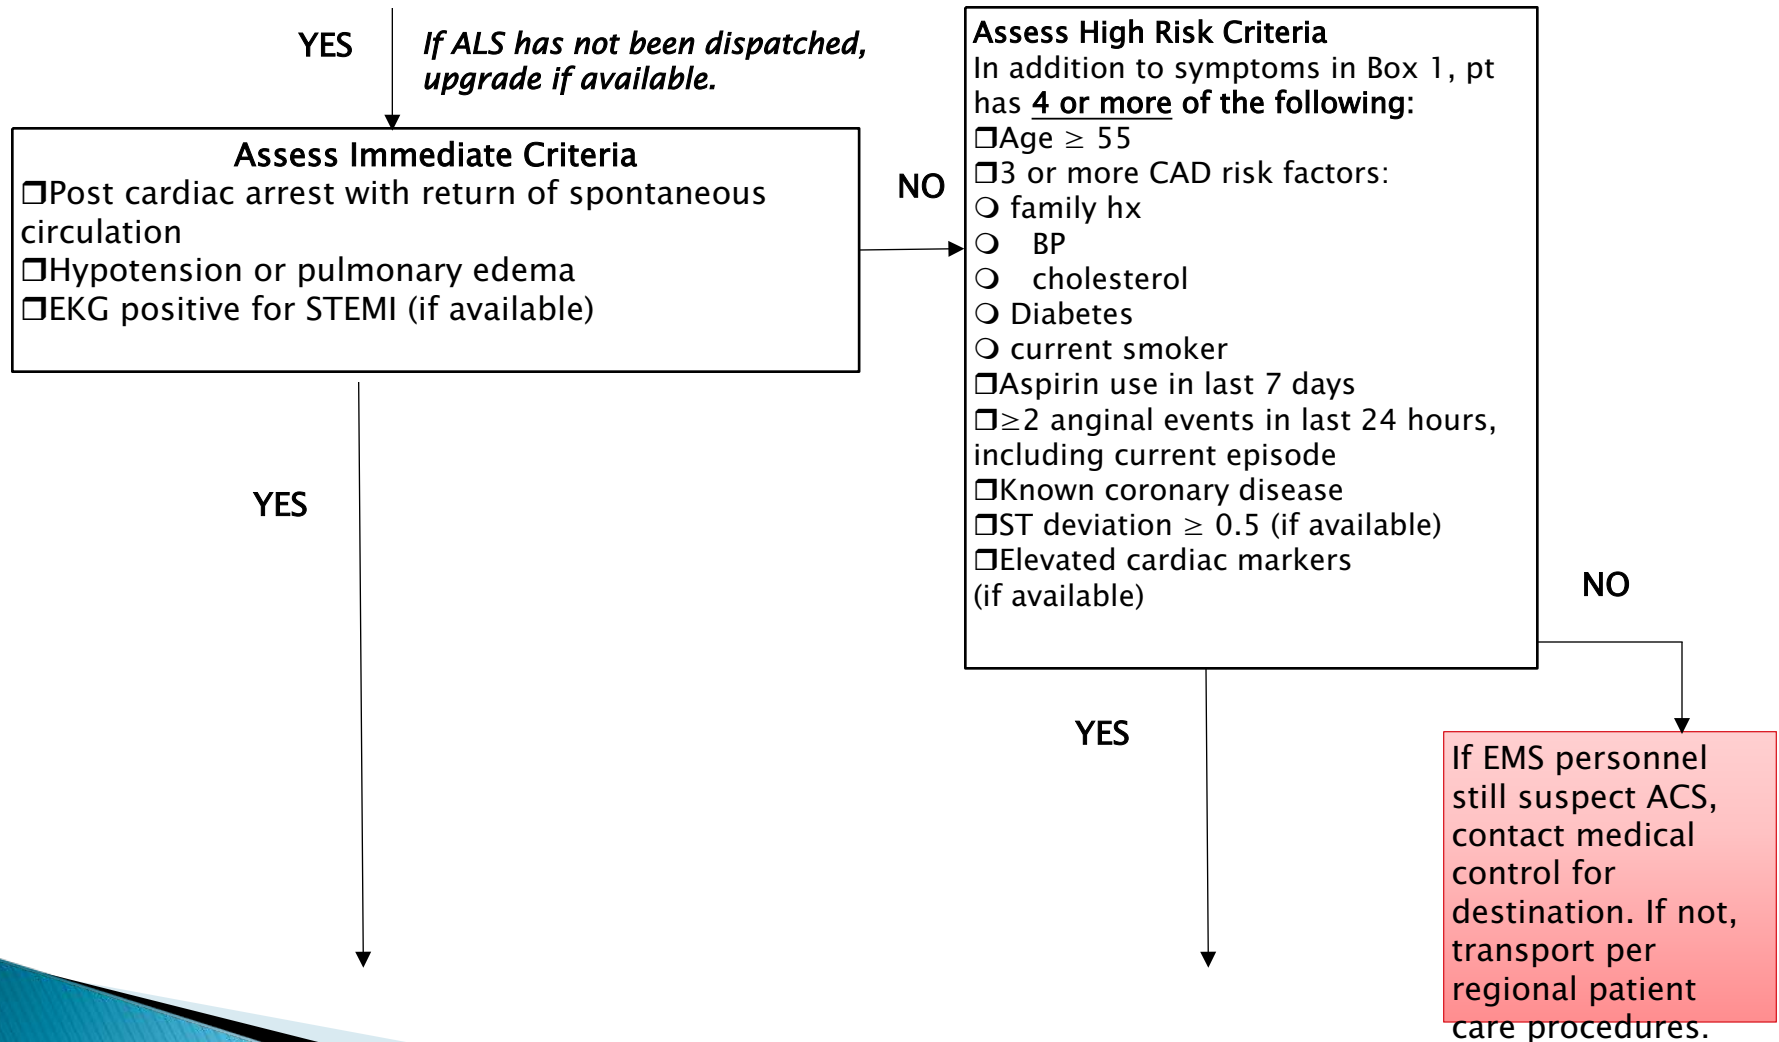 YES
If ALS has not been dispatched,
upgrade if available.
Assess Immediate Criteria
❒Post cardiac arrest with return of spontaneous
circulation
❒Hypotension or pulmonary edema
❒EKG positive for STEMI (if available)
NO
YES
Assess High Risk Criteria
In addition to symptoms in Box 1, pt
has 4 or more of the following:
❒Age ≥ 55
❒3 or more CAD risk factors:
❍ family hx
❍ BP
❍ cholesterol
❍ Diabetes
❍ current smoker
❒Aspirin use in last 7 days
❒≥2 anginal events in last 24 hours,
including current episode
❒Known coronary disease
❒ST deviation ≥ 0.5 (if available)
❒Elevated cardiac markers
(if available)
NO
YES
If EMS personnel
still suspect ACS,
contact medical
control for
destination. If not,
transport per
regional patient
care procedures.